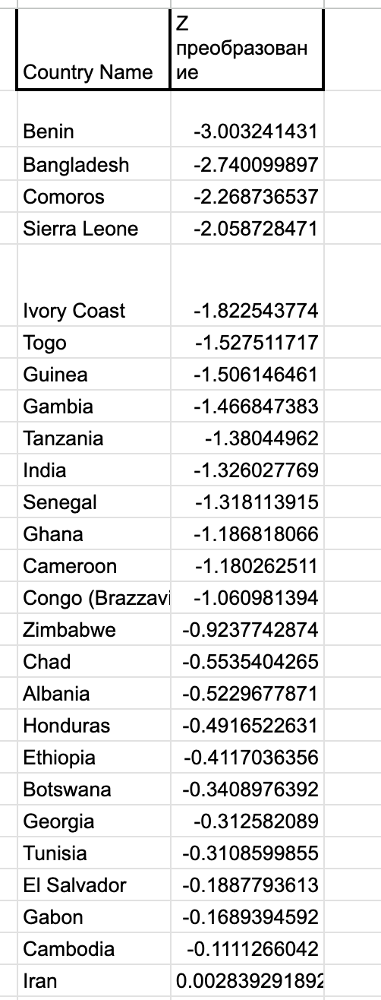 Country Name
Z
преобразован
ие
Benin -3.003241431
Bangladesh -2.740099897
Comoros -2.268736537
Sierra Leone -2.058728471
Ivory Coast -1.822543774
Togo -1.527511717
Guinea -1.506146461
Gambia -1.466847383
Tanzania -1.38044962
India -1.326027769
Senegal -1.318113915
Ghana -1.186818066
Cameroon -1.180262511
Congo (Brazzavi -1.060981394
Zimbabwe -0.9237742874
Chad -0.5535404265
Albania -0.5229677871
Honduras -0.4916522631
Ethiopia -0.4117036356
Botswana -0.3408976392
Georgia -0.312582089
Tunisia -0.3108599855
El Salvador -0.1887793613
Gabon -0.1689394592
Cambodia -0.1111266042
Iran 0.002839291892